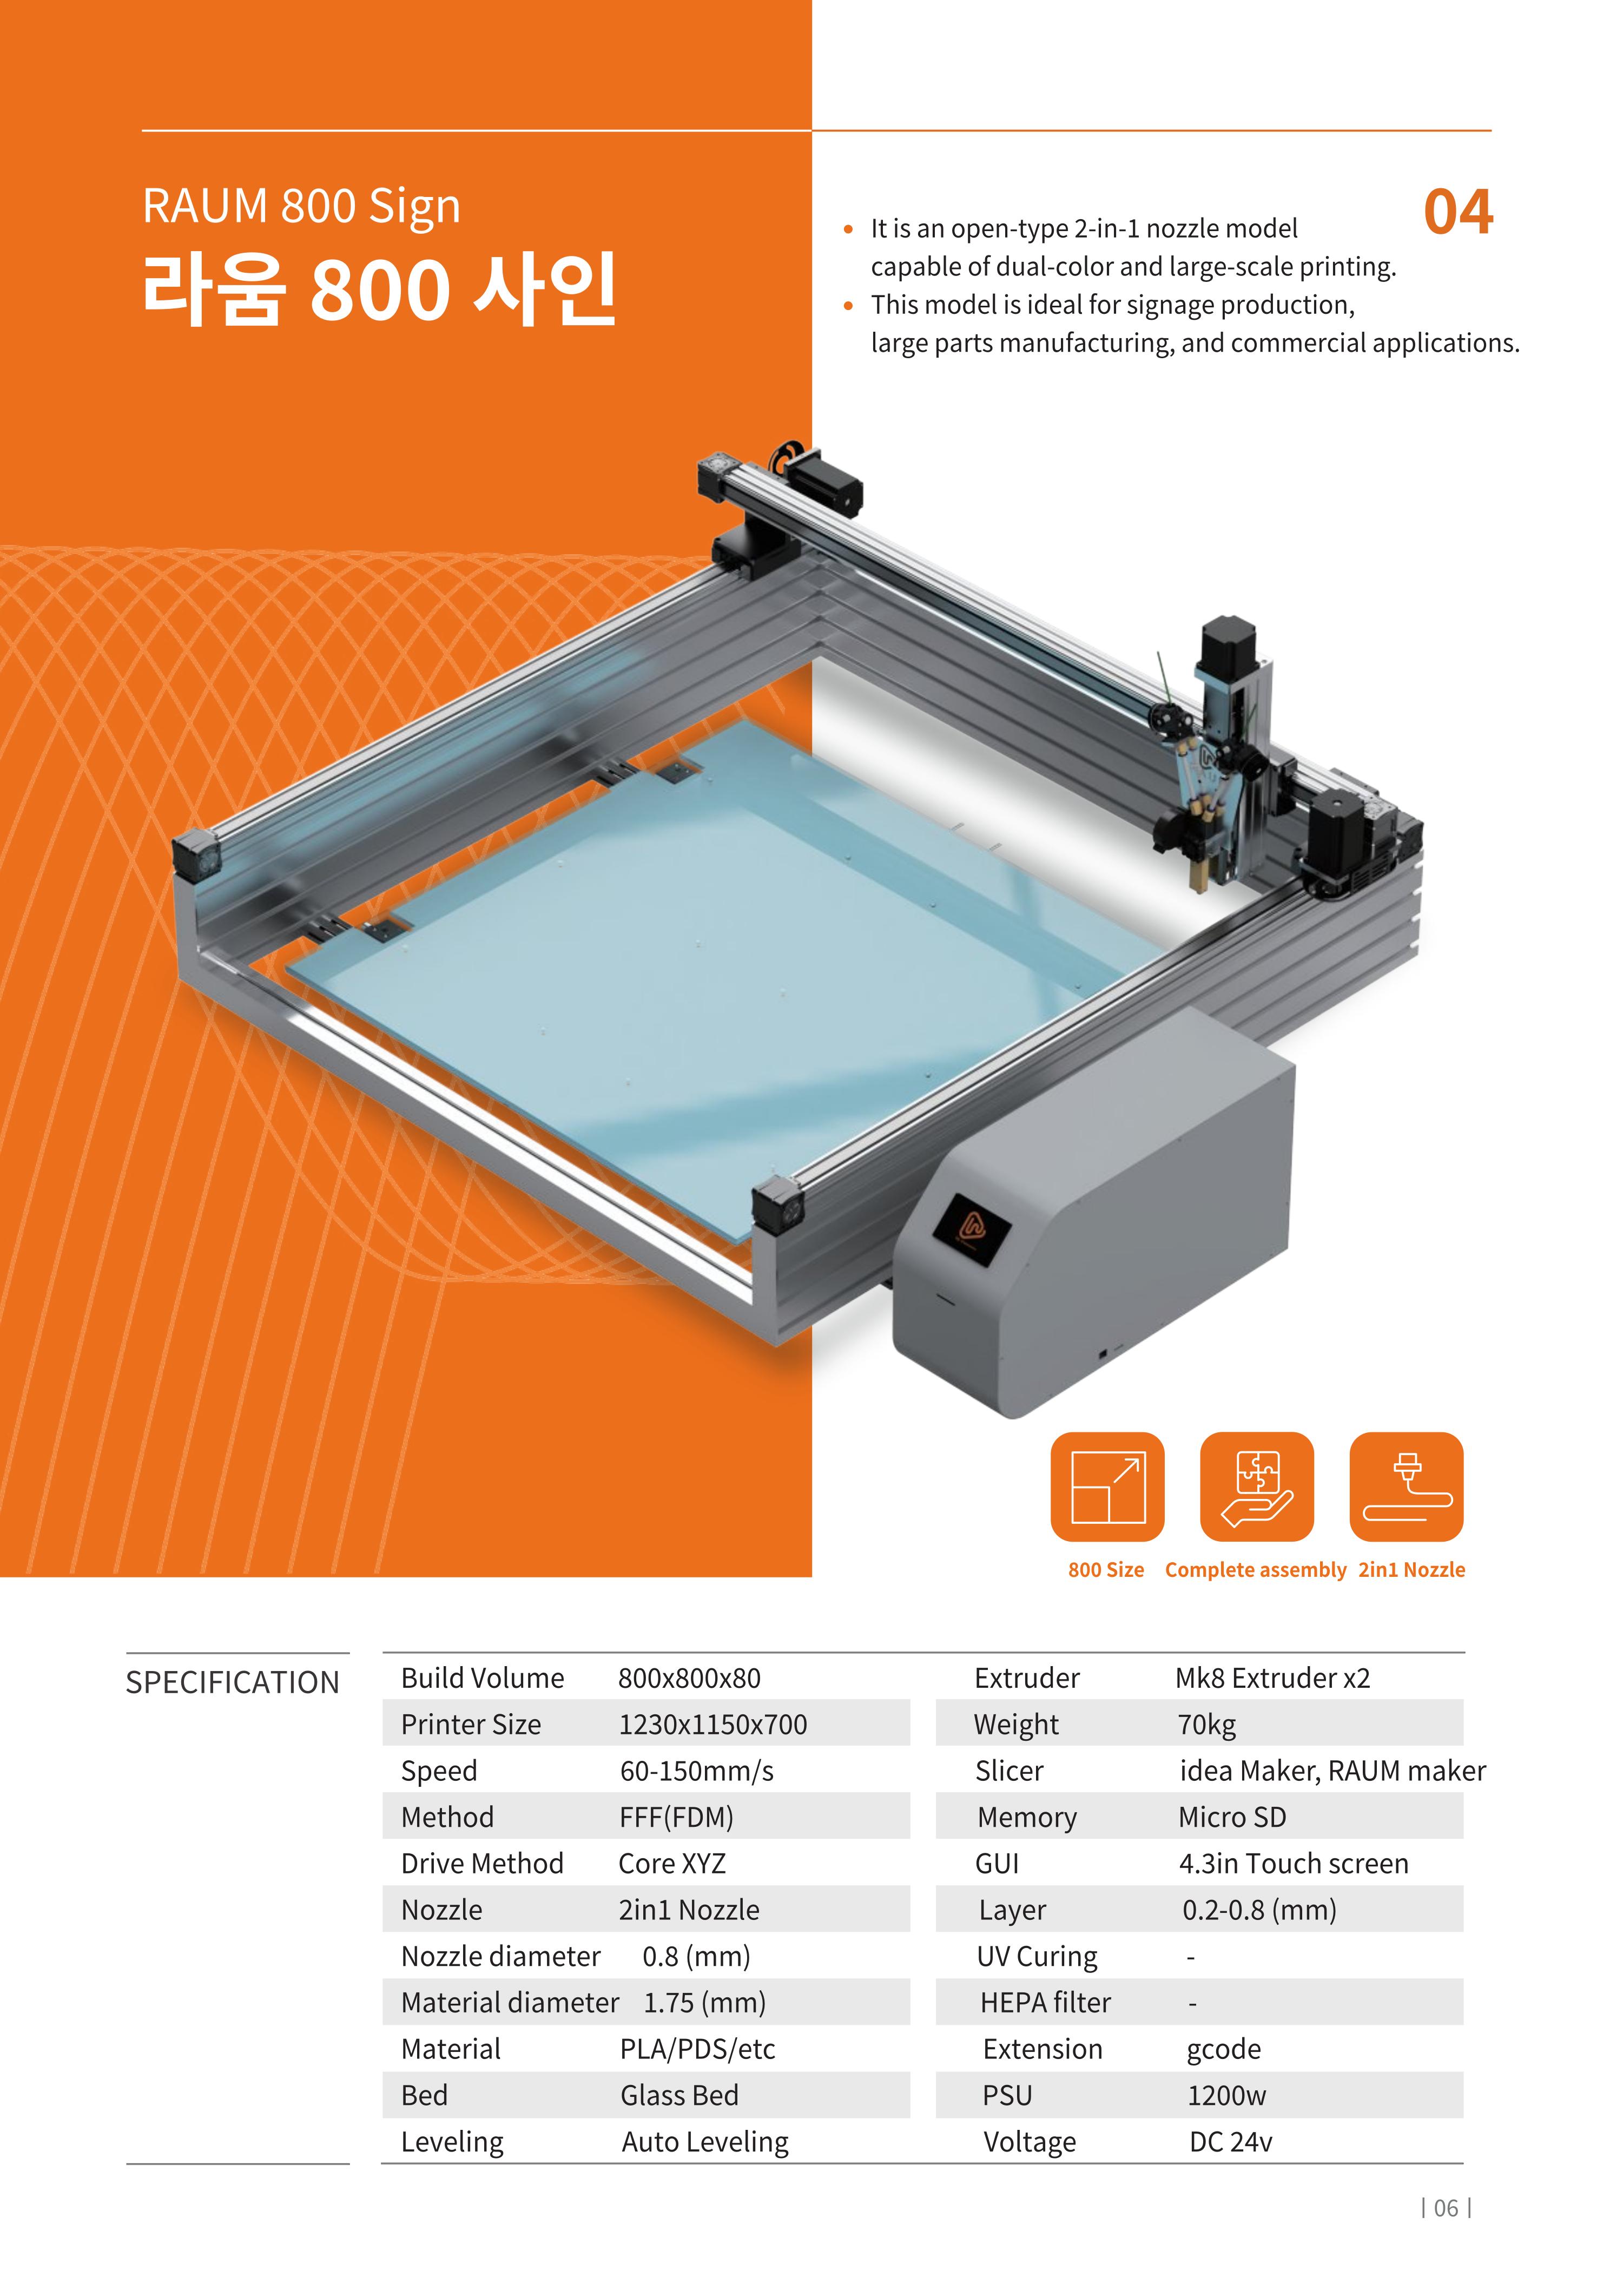 RAUM 800 Sign
라움 800 사인
04
• It is an open-type 2-in-1 nozzle model
capable of dual-color and large-scale printing.
• This model is ideal for signage production,
large parts manufacturing, and commercial applications.
800 Size
Complete assembly
2in1 Nozzle
SPECIFICATION
Build Volume 800x800x80
Printer Size 1230x1150x700
Speed 60-150mm/s
Method FFF(FDM)
Drive Method Core XYZ
Nozzle 2in1 Nozzle
Nozzle diameter 0.8 (mm)
Material diameter 1.75 (mm)
Material PLA/PDS/etc
Bed Glass Bed
Leveling Auto Leveling
Extruder Mk8 Extruder x2
Weight 70kg
Slicer idea Maker, RAUM maker
Memory Micro SD
GUI 4.3in Touch screen
Layer 0.2-0.8 (mm)
UV Curing -
HEPA filter -
Extension gcode
PSU 1200w
Voltage DC 24v
| 06 |